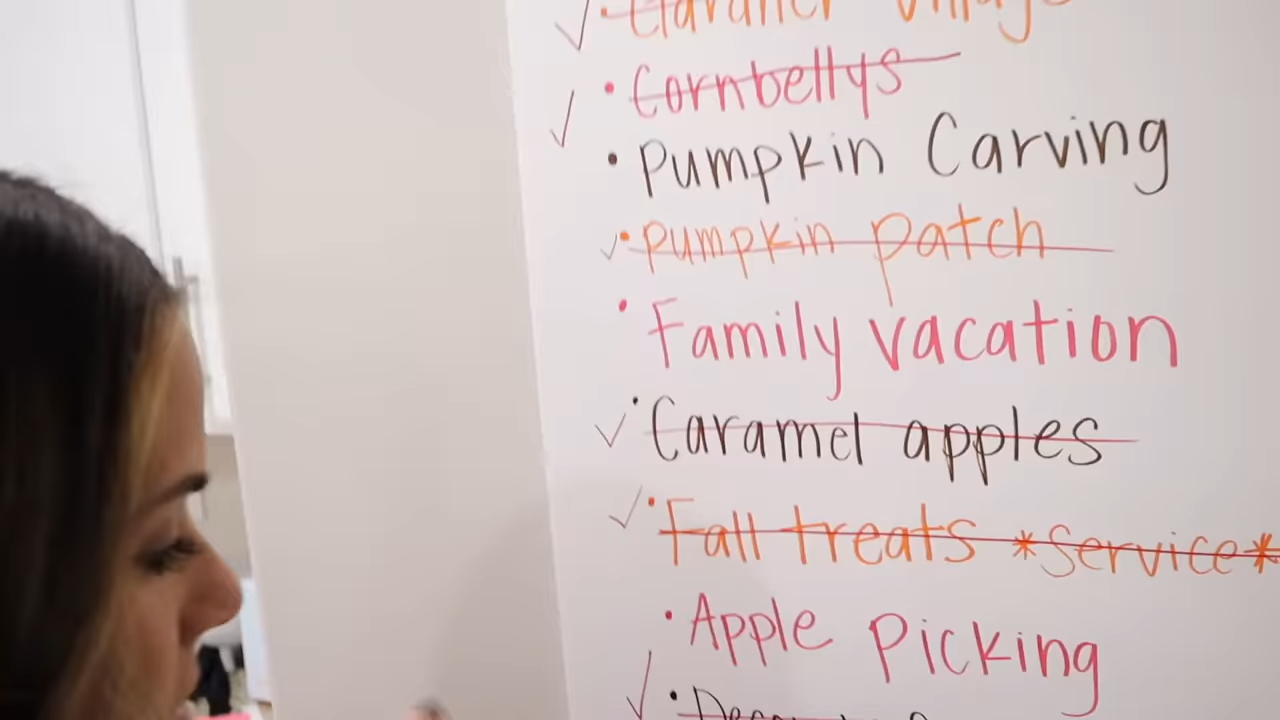 • Cornbellys
• Pumpkin Carving
• pumpkin patch
• Family vacation
• Caramel apples
• Fall treats *Service*
• Apple Picking